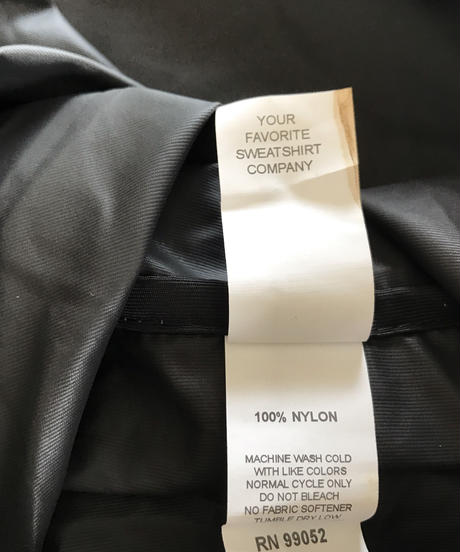 YOUR
FAVORITE
SWEATSHIRT
COMPANY
100% NYLON
MACHINE WASH COLD
WITH LIKE COLORS
NORMAL CYCLE ONLY
DO NOT BLEACH
NO FABRIC SOFTENER
TUMBLE DRY LOW
RN 99052